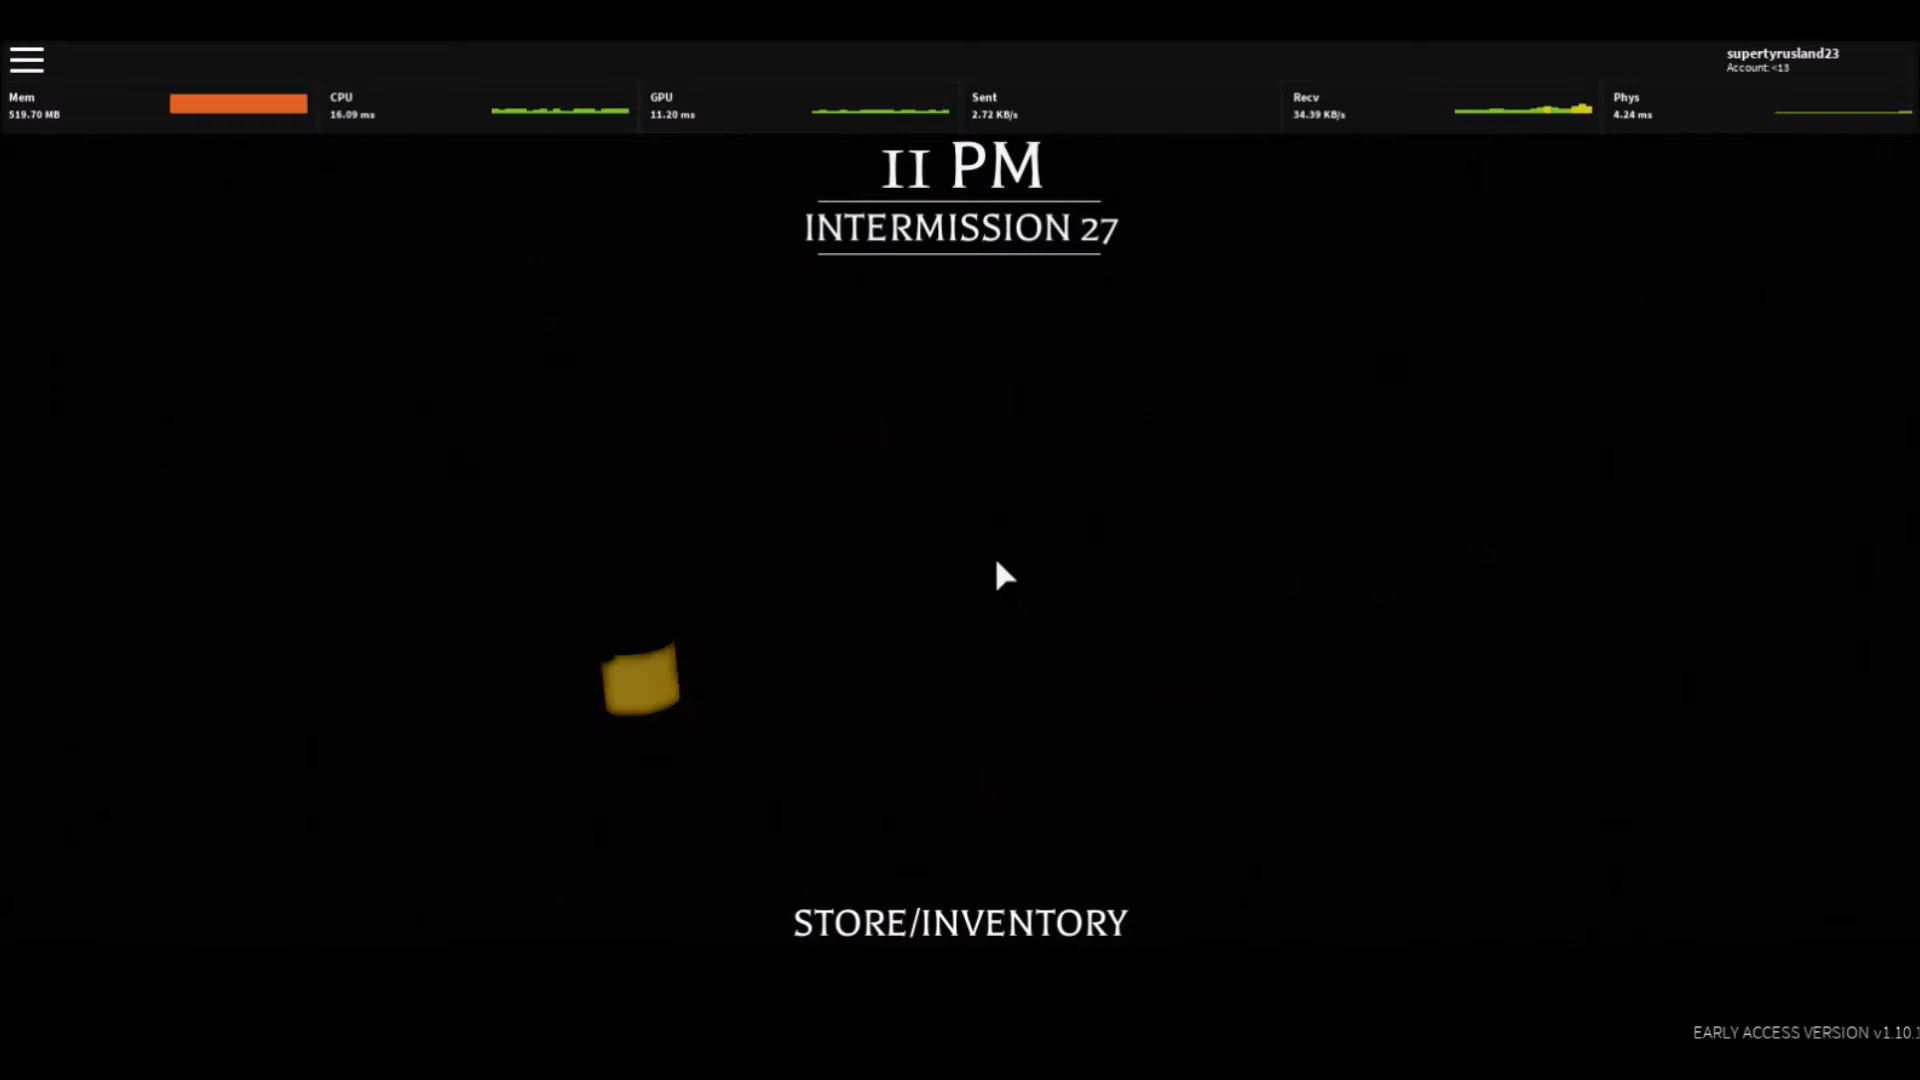 supertyrusland23
Account: <13
Mem
519.70 MB
CPU
16.09 ms
GPU
11.20 ms
Sent
2.72 KB/s
Recv
34.39 KB/s
Phys
4.24 ms
11 PM
INTERMISSION 27
STORE/INVENTORY
EARLY ACCESS VERSION v1.10.1